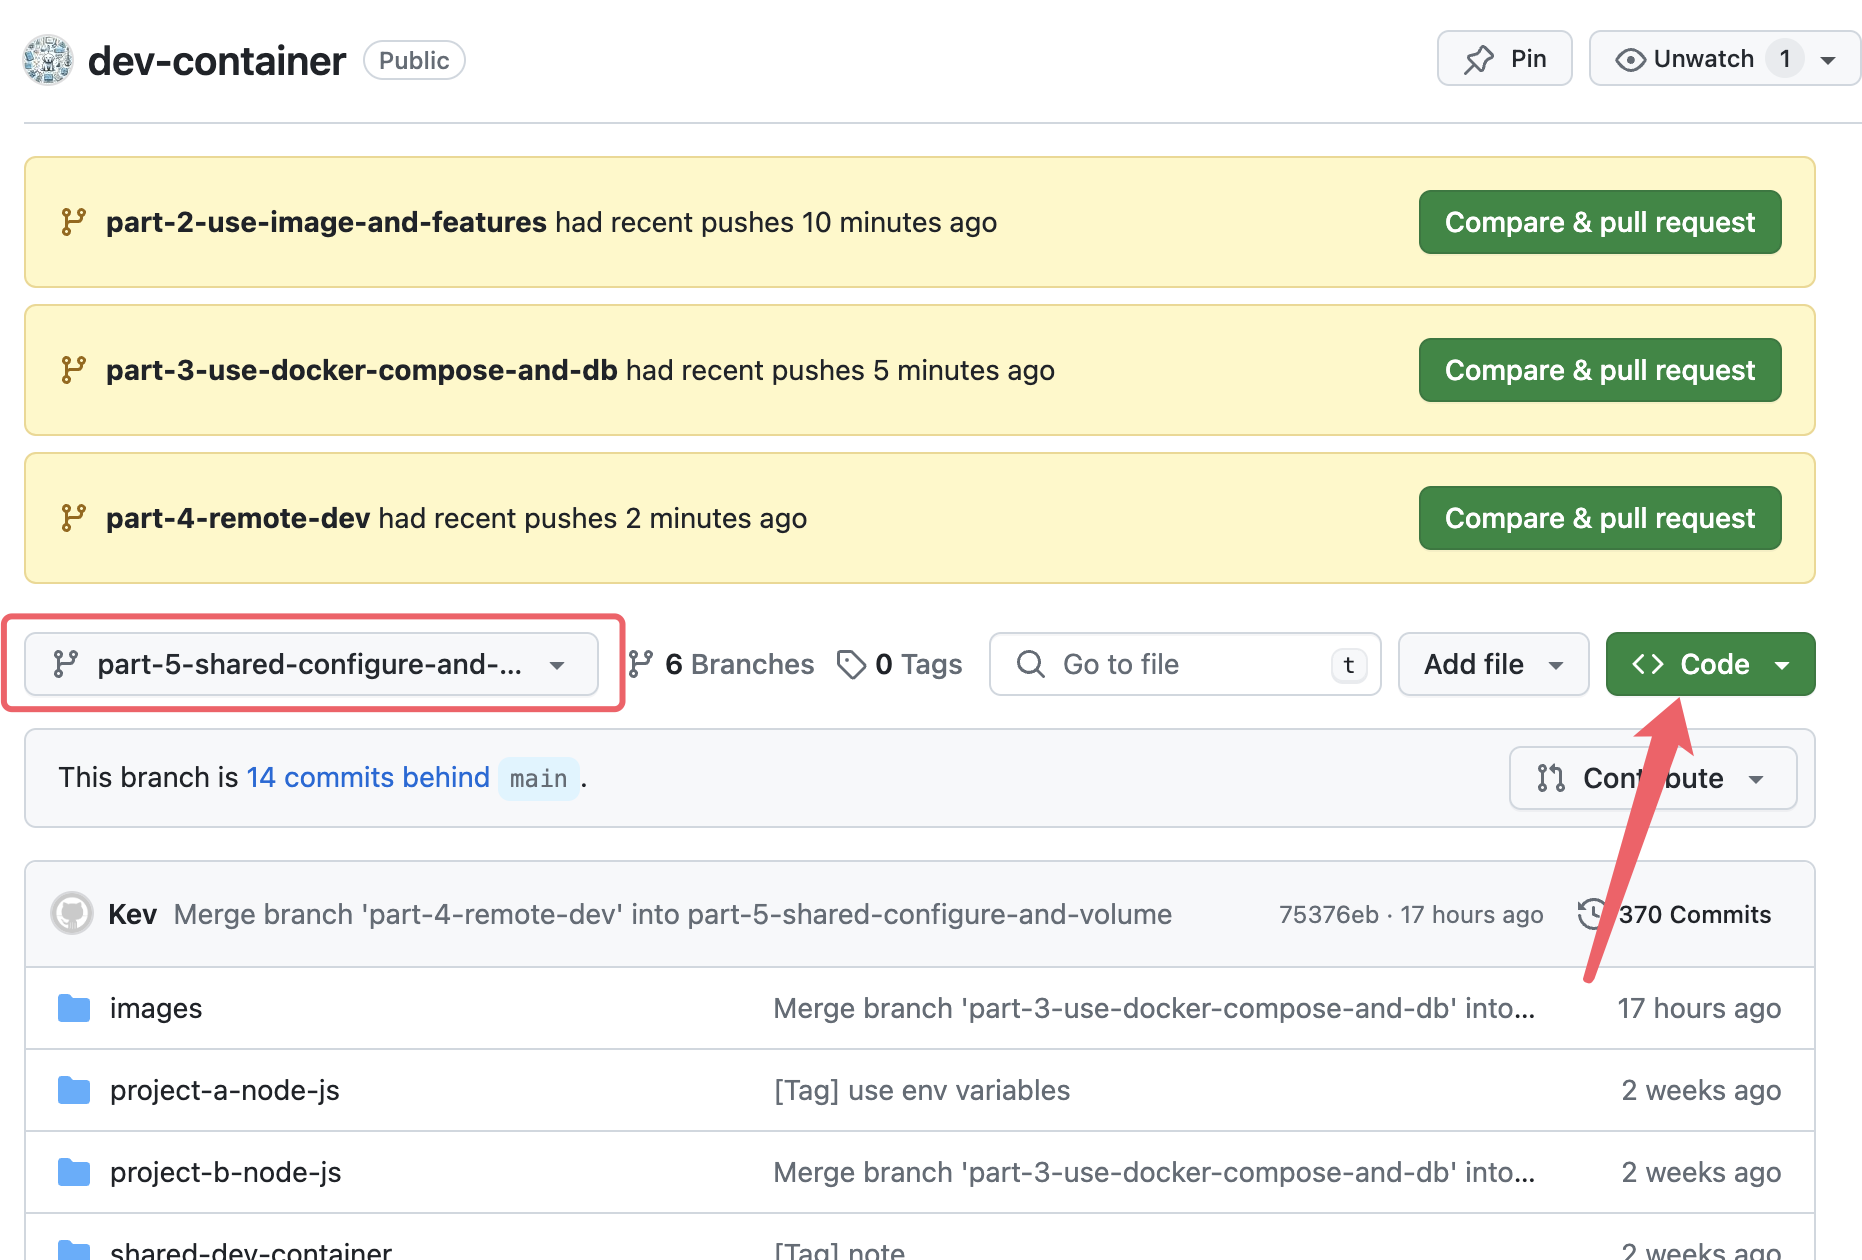 dev-container Public Pin Unwatch 1
part-2-use-image-and-features had recent pushes 10 minutes ago Compare & pull request
part-3-use-docker-compose-and-db had recent pushes 5 minutes ago Compare & pull request
part-4-remote-dev had recent pushes 2 minutes ago Compare & pull request
part-5-shared-configure-and-... 6 Branches 0 Tags Go to file t Add file <> Code
This branch is 14 commits behind main. Contribute
Kev Merge branch 'part-4-remote-dev' into part-5-shared-configure-and-volume 75376eb · 17 hours ago 370 Commits
images Merge branch 'part-3-use-docker-compose-and-db' into... 17 hours ago
project-a-node-js [Tag] use env variables 2 weeks ago
project-b-node-js Merge branch 'part-3-use-docker-compose-and-db' into... 2 weeks ago
shared-dev-container [Tag] note 2 weeks ago